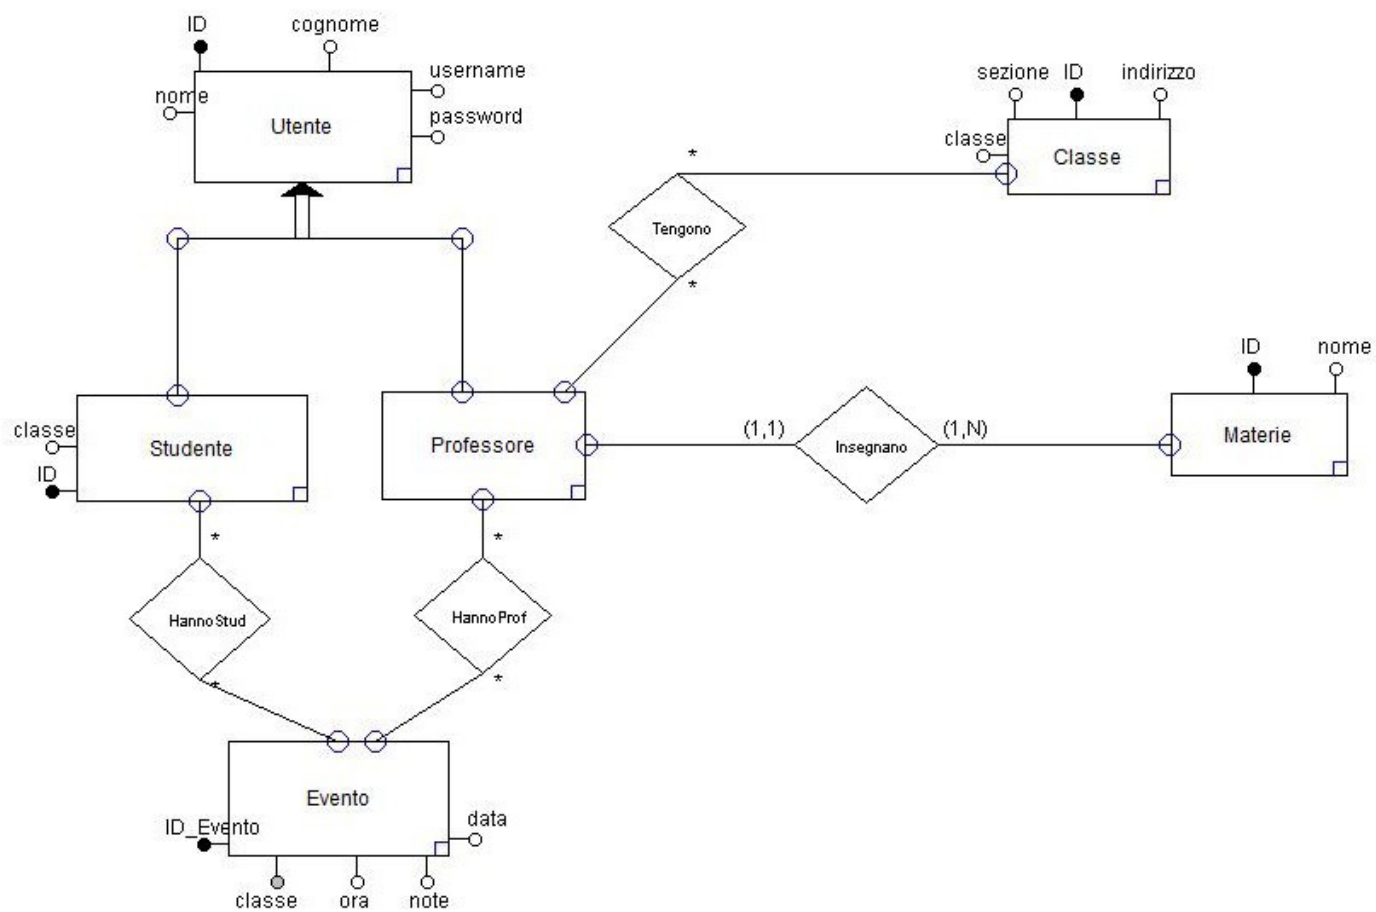 ID
cognome
username
nome
password
Utente
sezione
ID
indirizzo
classe
Classe
*
Tengono
*
ID
nome
classe
ID
Studente
Professore
(1,1)
Insegnano
(1,N)
Materie
*
*
HannoStud
HannoProf
*
*
Evento
ID_Evento
data
classe
ora
note